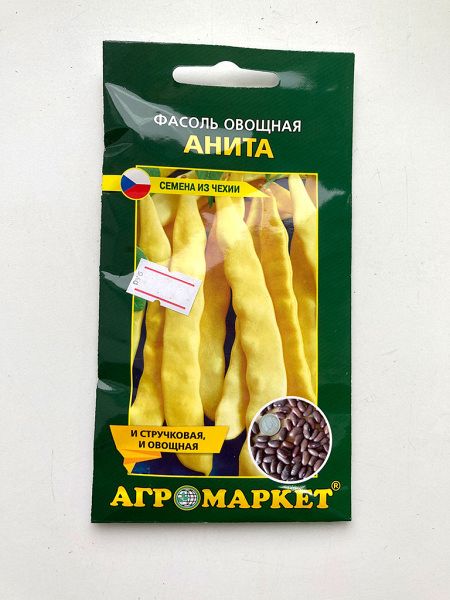 ФАСОЛЬ ОВОЩНАЯ
АНИТА
СЕМЕНА ИЗ ЧЕХИИ
И СТРУЧКОВАЯ,
И ОВОЩНАЯ
АГРОМАРКЕТ®